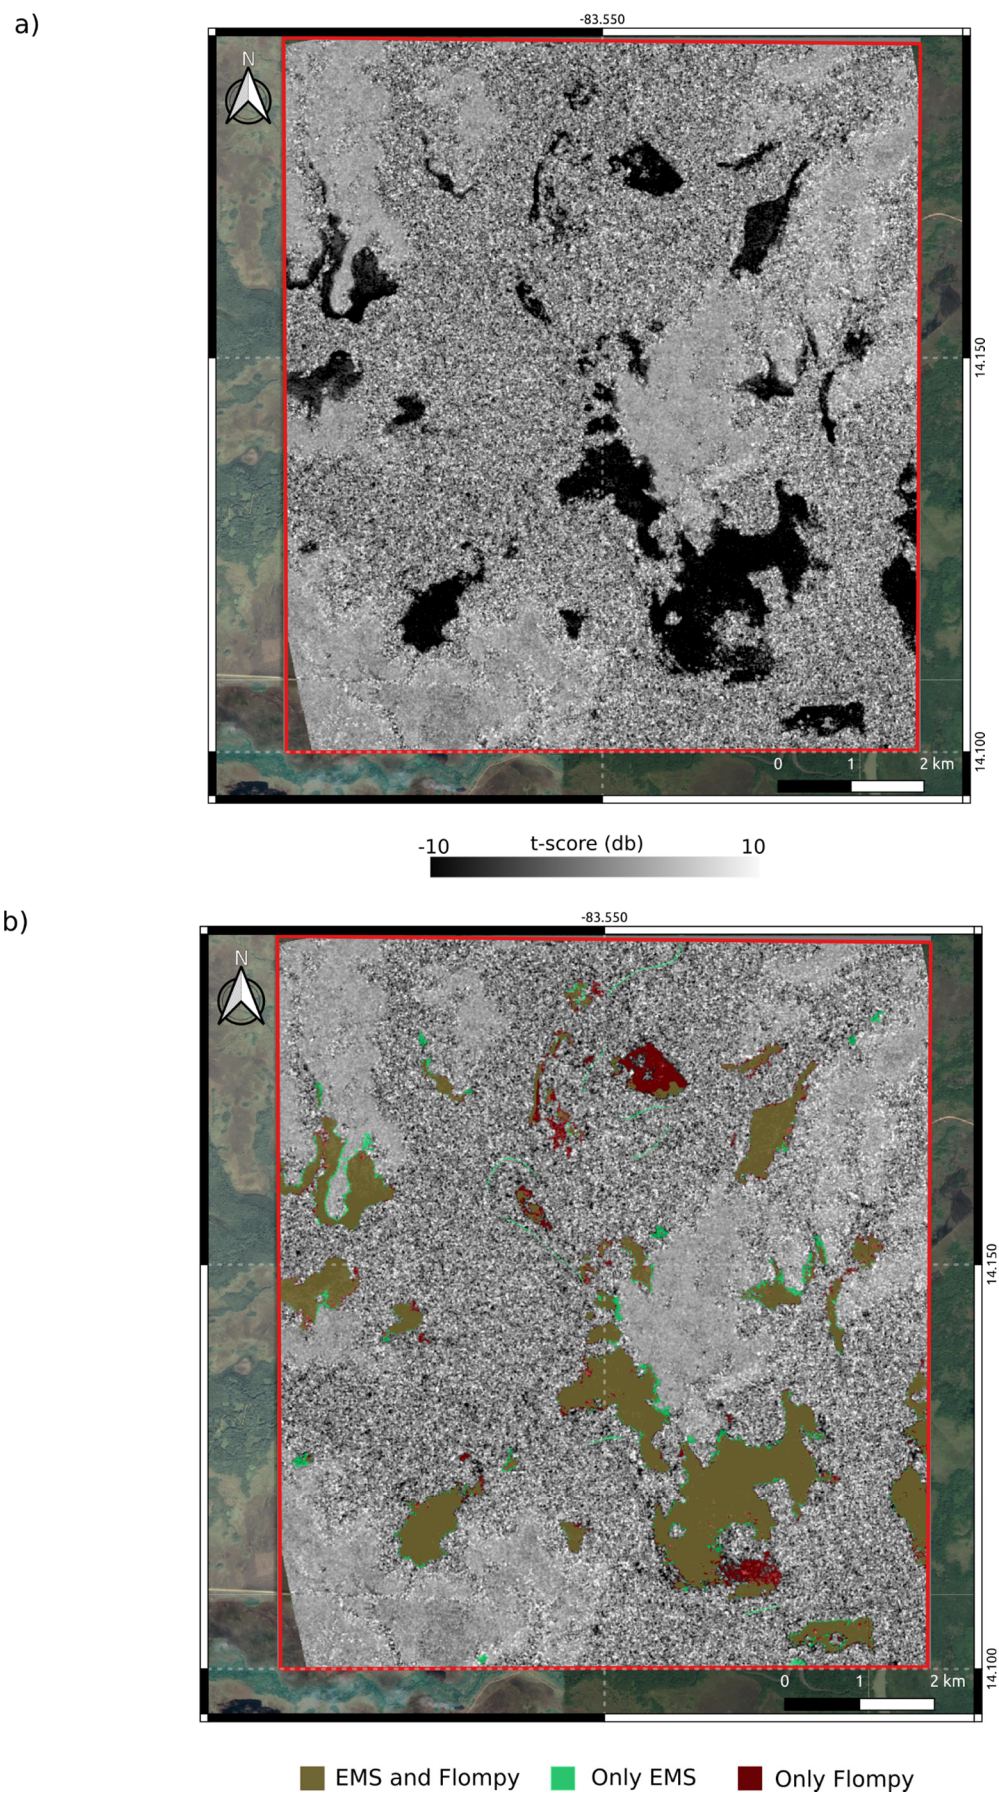 a)
-83.550
N
14.150
14.100
0 1 2 km
-10 t-score (db) 10
b)
-83.550
N
14.150
14.100
0 1 2 km
EMS and Flompy Only EMS Only Flompy